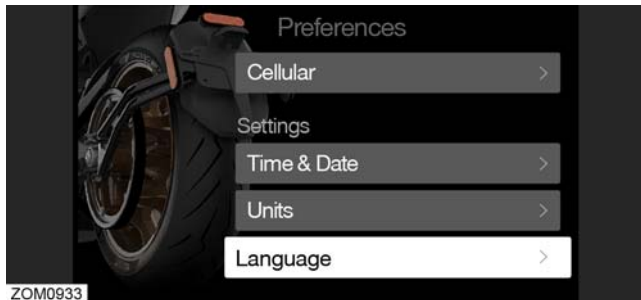 Preferences
Cellular
Settings
Time & Date
Units
Language
ZOM0933